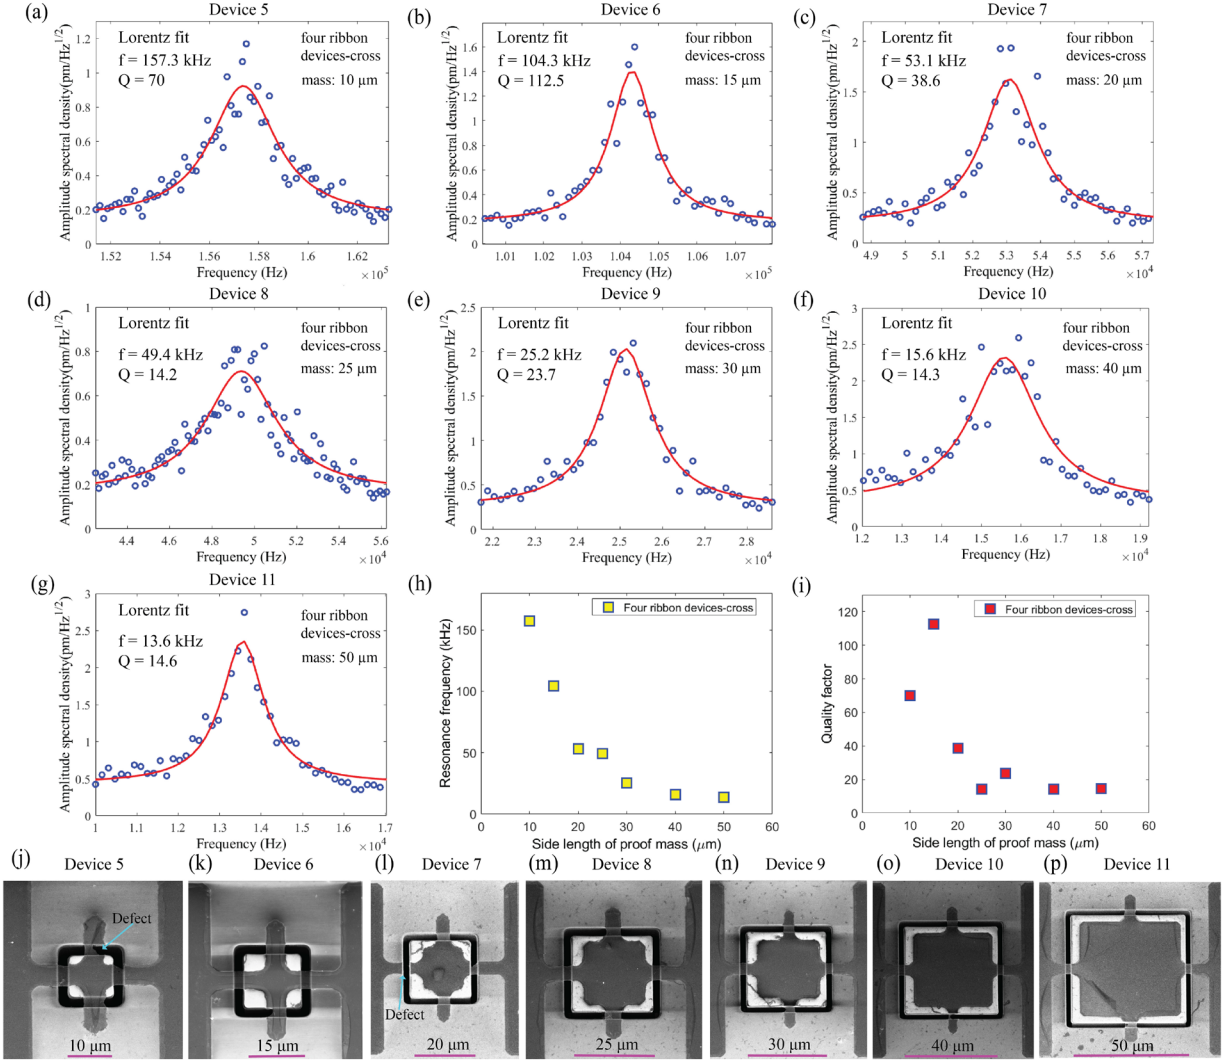 (a)
Device 5
Amplitude spectral density(pm/Hz1/2)
Lorentz fit
f = 157.3 kHz
Q = 70
four ribbon
devices-cross
mass: 10 µm
1.2
1
0.8
0.6
0.4
0.2
0
1.52 1.54 1.56 1.58 1.6 1.62
Frequency (Hz)
×10^5
(b)
Device 6
Amplitude spectral density(pm/Hz1/2)
Lorentz fit
f = 104.3 kHz
Q = 112.5
four ribbon
devices-cross
mass: 15 µm
1.6
1.4
1.2
1.0
0.8
0.6
0.4
0.2
0
1.01 1.02 1.03 1.04 1.05 1.06 1.07
Frequency (Hz)
×10^5
(c)
Device 7
Amplitude spectral density(pm/Hz1/2)
Lorentz fit
f = 53.1 kHz
Q = 38.6
four ribbon
devices-cross
mass: 20 µm
2
1.5
1
0.5
0
4.9 5 5.1 5.2 5.3 5.4 5.5 5.6 5.7
Frequency (Hz)
×10^4
(d)
Device 8
Amplitude spectral density(pm/Hz1/2)
Lorentz fit
f = 49.4 kHz
Q = 14.2
four ribbon
devices-cross
mass: 25 µm
1
0.8
0.6
0.4
0.2
0
4.4 4.6 4.8 5 5.2 5.4 5.6
Frequency (Hz)
×10^4
(e)
Device 9
Amplitude spectral density(pm/Hz1/2)
Lorentz fit
f = 25.2 kHz
Q = 23.7
four ribbon
devices-cross
mass: 30 µm
2.5
2
1.5
1
0.5
0
2.2 2.3 2.4 2.5 2.6 2.7 2.8
Frequency (Hz)
×10^4
(f)
Device 10
Amplitude spectral density(pm/Hz1/2)
Lorentz fit
f = 15.6 kHz
Q = 14.3
four ribbon
devices-cross
mass: 40 µm
3
2.5
2
1.5
1
0.5
0
1.2 1.3 1.4 1.5 1.6 1.7 1.8 1.9
Frequency (Hz)
×10^4
(g)
Device 11
Amplitude spectral density(pm/Hz1/2)
Lorentz fit
f = 13.6 kHz
Q = 14.6
four ribbon
devices-cross
mass: 50 µm
3
2.5
2
1.5
1
0.5
0
1.0 1.1 1.2 1.3 1.4 1.5 1.6 1.7
Frequency (Hz)
×10^4
(h)
Four ribbon devices-cross
Resonance frequency (kHz)
150
100
50
0
0 10 20 30 40 50 60
Side length of proof mass (µm)
(i)
Four ribbon devices-cross
Quality factor
120
100
80
60
40
20
0
0 10 20 30 40 50 60
Side length of proof mass (µm)
(j)
Device 5
Defect
10 µm
(k)
Device 6
15 µm
(l)
Device 7
Defect
20 µm
(m)
Device 8
25 µm
(n)
Device 9
30 µm
(o)
Device 10
40 µm
(p)
Device 11
50 µm